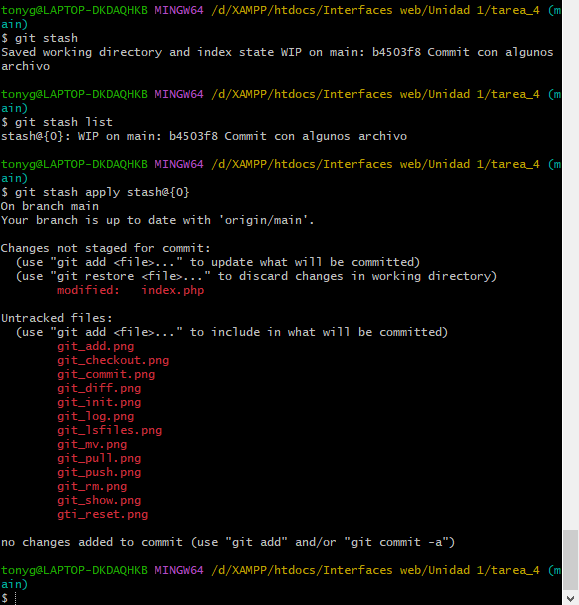 tonyg@LAPTOP-DKDAQHKB MINGW64 /d/XAMPP/htdocs/Interfaces web/Unidad 1/tarea_4 (m
ain)
$ git stash
Saved working directory and index state WIP on main: b4503f8 Commit con algunos
archivo
tonyg@LAPTOP-DKDAQHKB MINGW64 /d/XAMPP/htdocs/Interfaces web/Unidad 1/tarea_4 (m
ain)
$ git stash list
stash@{0}: WIP on main: b4503f8 Commit con algunos archivo
tonyg@LAPTOP-DKDAQHKB MINGW64 /d/XAMPP/htdocs/Interfaces web/Unidad 1/tarea_4 (m
ain)
$ git stash apply stash@{0}
On branch main
Your branch is up to date with 'origin/main'.
Changes not staged for commit:
  (use "git add <file>..." to update what will be committed)
  (use "git restore <file>..." to discard changes in working directory)
        modified:   index.php
Untracked files:
  (use "git add <file>..." to include in what will be committed)
        git_add.png
        git_checkout.png
        git_commit.png
        git_diff.png
        git_init.png
        git_log.png
        git_lsfiles.png
        git_mv.png
        git_pull.png
        git_push.png
        git_rm.png
        git_show.png
        gti_reset.png
no changes added to commit (use "git add" and/or "git commit -a")
tonyg@LAPTOP-DKDAQHKB MINGW64 /d/XAMPP/htdocs/Interfaces web/Unidad 1/tarea_4 (m
ain)
$